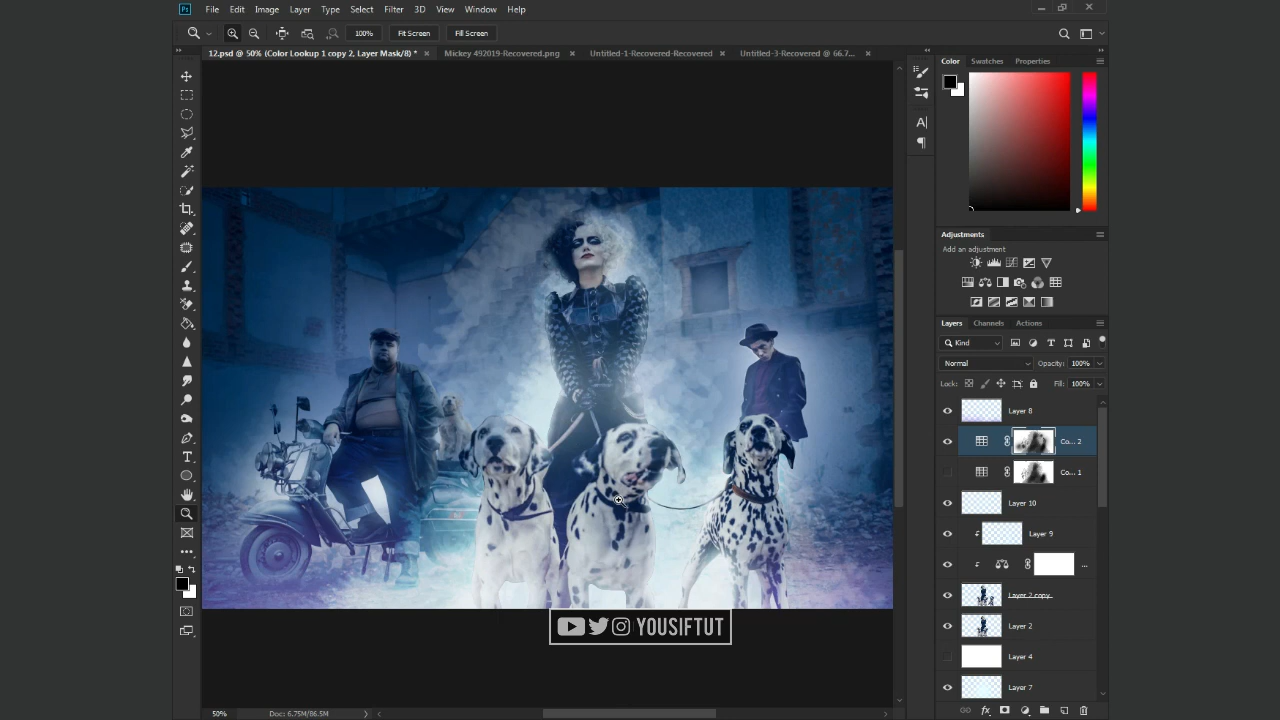 Ps File Edit Image Layer Type Select Filter 3D View Window Help
100% Fit Screen Fill Screen
12.psd @ 50% (Color Lookup 1 copy 2, Layer Mask/8) * × Mickey 492019-Recovered.png × Untitled-1-Recovered-Recovered × Untitled-3-Recovered @ 66.7... ×
Color Swatches Properties
Adjustments
Add an adjustment
Layers Channels Actions
Kind
Normal Opacity: 100%
Lock: Fill: 100%
Layer 8
Co... 2
Co... 1
Layer 10
Layer 9
...
Layer 2 copy
Layer 2
Layer 4
Layer 7
YOUSIFTUT
50% Doc: 6.75M/86.5M